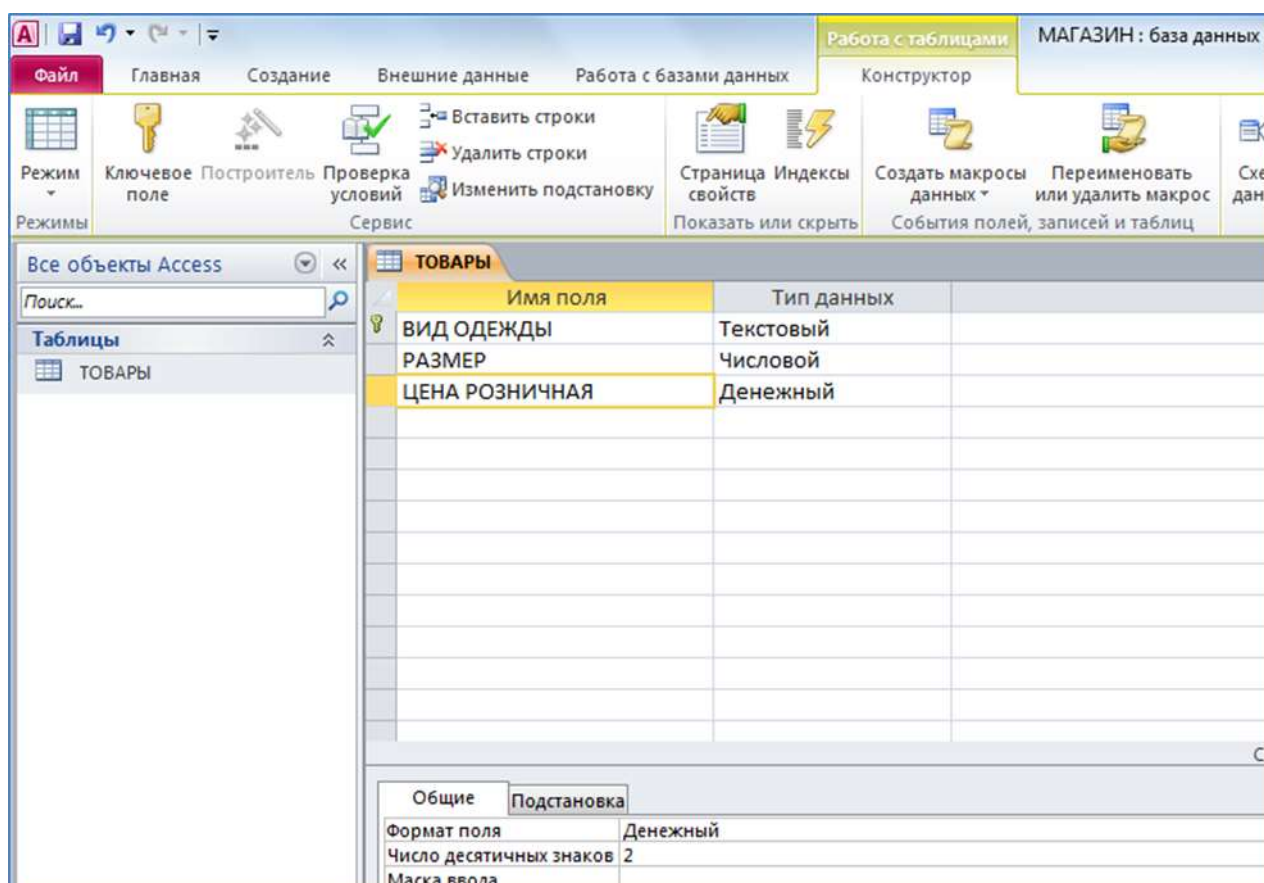 A
Работа с таблицами
МАГАЗИН : база данных
Файл Главная Создание Внешние данные Работа с базами данных Конструктор
Режим
Ключевое поле
Построитель
Проверка условий
Вставить строки
Удалить строки
Изменить подстановку
Страница свойств
Индексы
Создать макросы данных
Переименовать или удалить макрос
Режимы Сервис Показать или скрыть События полей, записей и таблиц
Все объекты Access
Поиск...
Таблицы
ТОВАРЫ
ТОВАРЫ
Имя поля Тип данных
ВИД ОДЕЖДЫ Текстовый
РАЗМЕР Числовой
ЦЕНА РОЗНИЧНАЯ Денежный
Общие Подстановка
Формат поля Денежный
Число десятичных знаков 2
Маска ввода